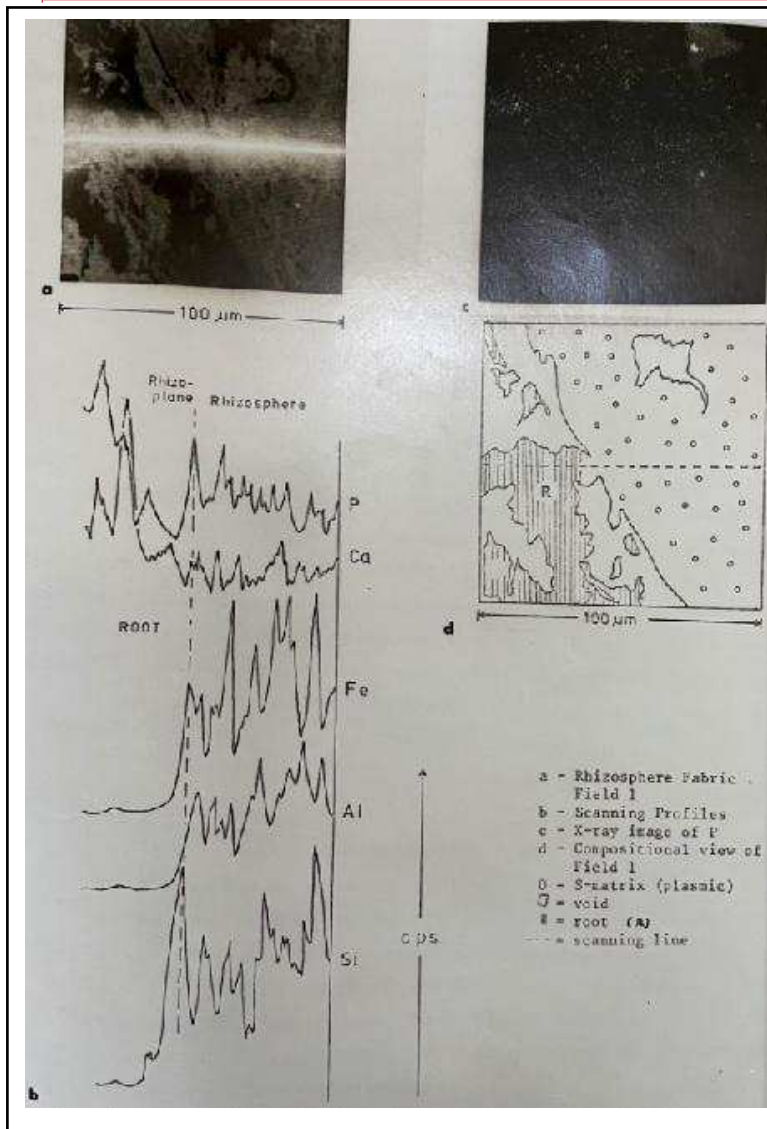 a
100 µm
c
Rhizo-
plane
Rhizosphere
P
Ca
ROOT
Fe
Al
Si
b
R
100 µm
d
cps
a - Rhizosphere Fabric .
Field 1
b - Scanning Profiles
c - X-ray image of P
d - Compositional view of
Field 1
O - S-matrix (plasmic)
= void
= root (R)
--- = scanning line